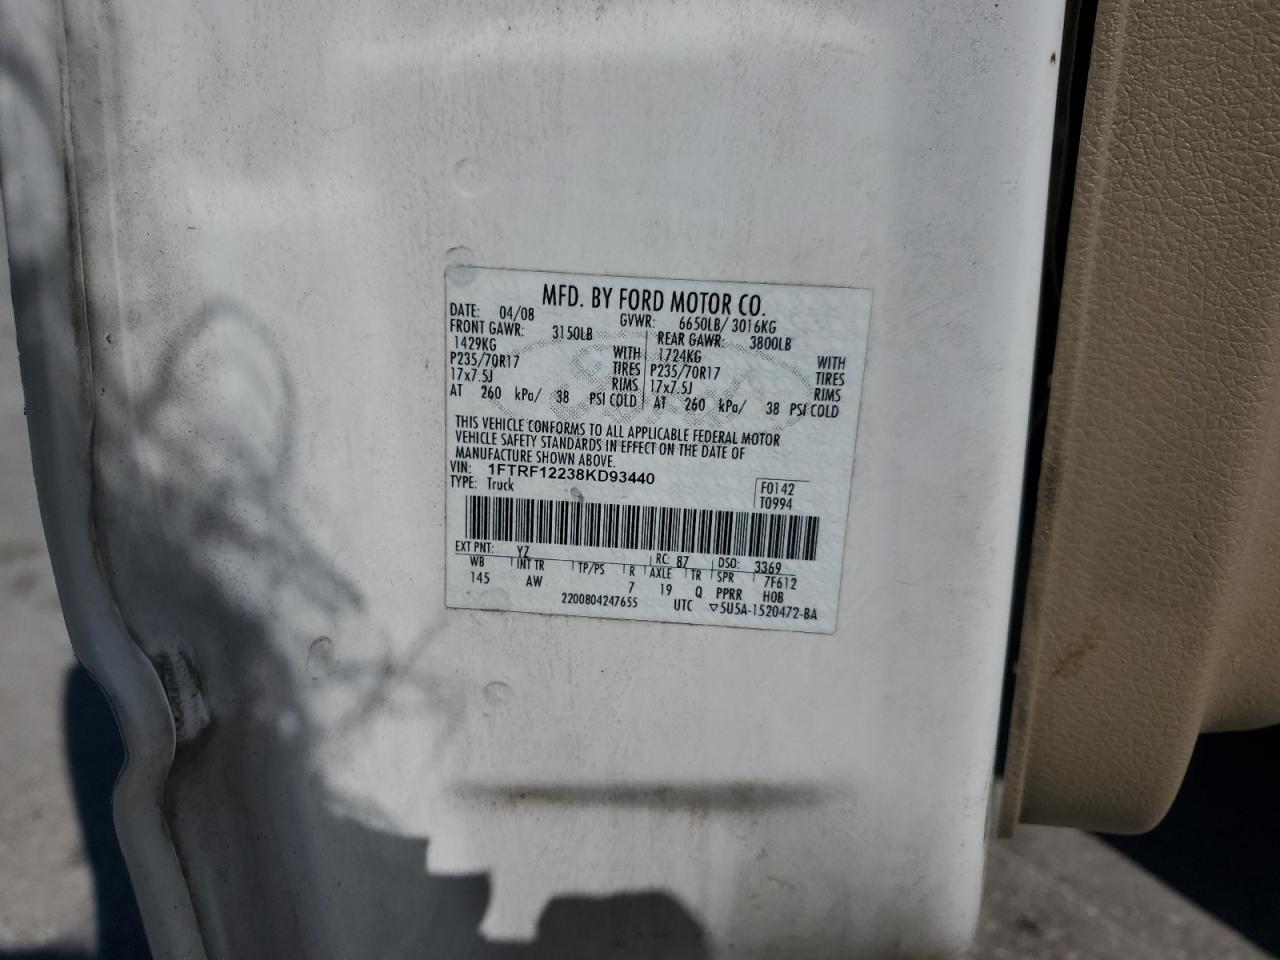 MFD. BY FORD MOTOR CO.
DATE: 04/08 GVWR: 6650LB/ 3016KG
FRONT GAWR: 3150LB REAR GAWR: 3800LB
1429KG WITH 1724KG WITH
P235/70R17 TIRES P235/70R17 TIRES
17x7.5J RIMS 17x7.5J RIMS
AT 260 kPa/ 38 PSI COLD AT 260 kPa/ 38 PSI COLD
THIS VEHICLE CONFORMS TO ALL APPLICABLE FEDERAL MOTOR
VEHICLE SAFETY STANDARDS IN EFFECT ON THE DATE OF
MANUFACTURE SHOWN ABOVE.
VIN: 1FTRF12238KD93440 F0142
TYPE: Truck T0994
EXT PNT: YZ RC: 87 DSO: 3369
WB INT TR TP/PS R AXLE TR SPR 7F612
145 AW 7 19 Q PPRR HOB
2200804247655 UTC ▽5U5A-1520472-BA